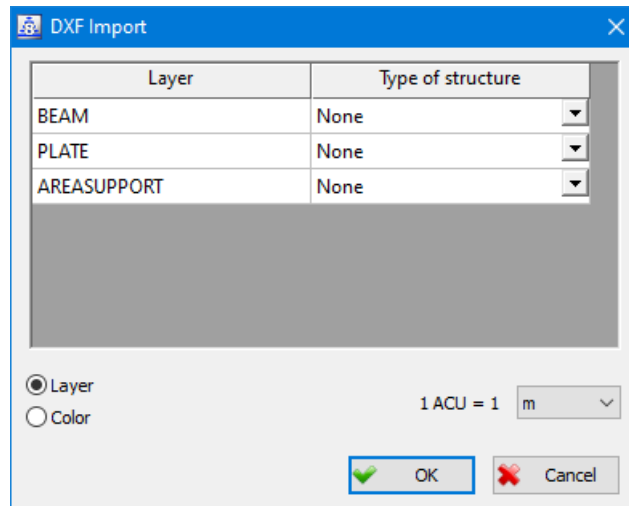 DXF Import
Layer Type of structure
BEAM None
PLATE None
AREASUPPORT None
Layer
Color
1 ACU = 1 m
OK Cancel